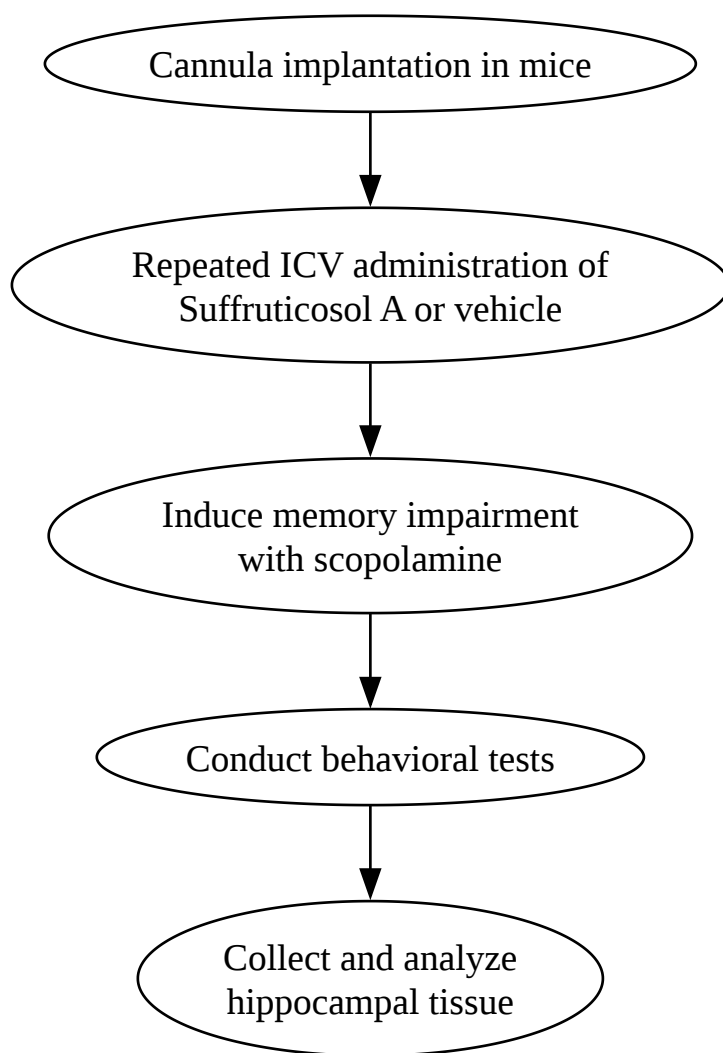 Cannula implantation in mice
Repeated ICV administration of
Suffruticosol A or vehicle
Induce memory impairment
with scopolamine
Conduct behavioral tests
Collect and analyze
hippocampal tissue